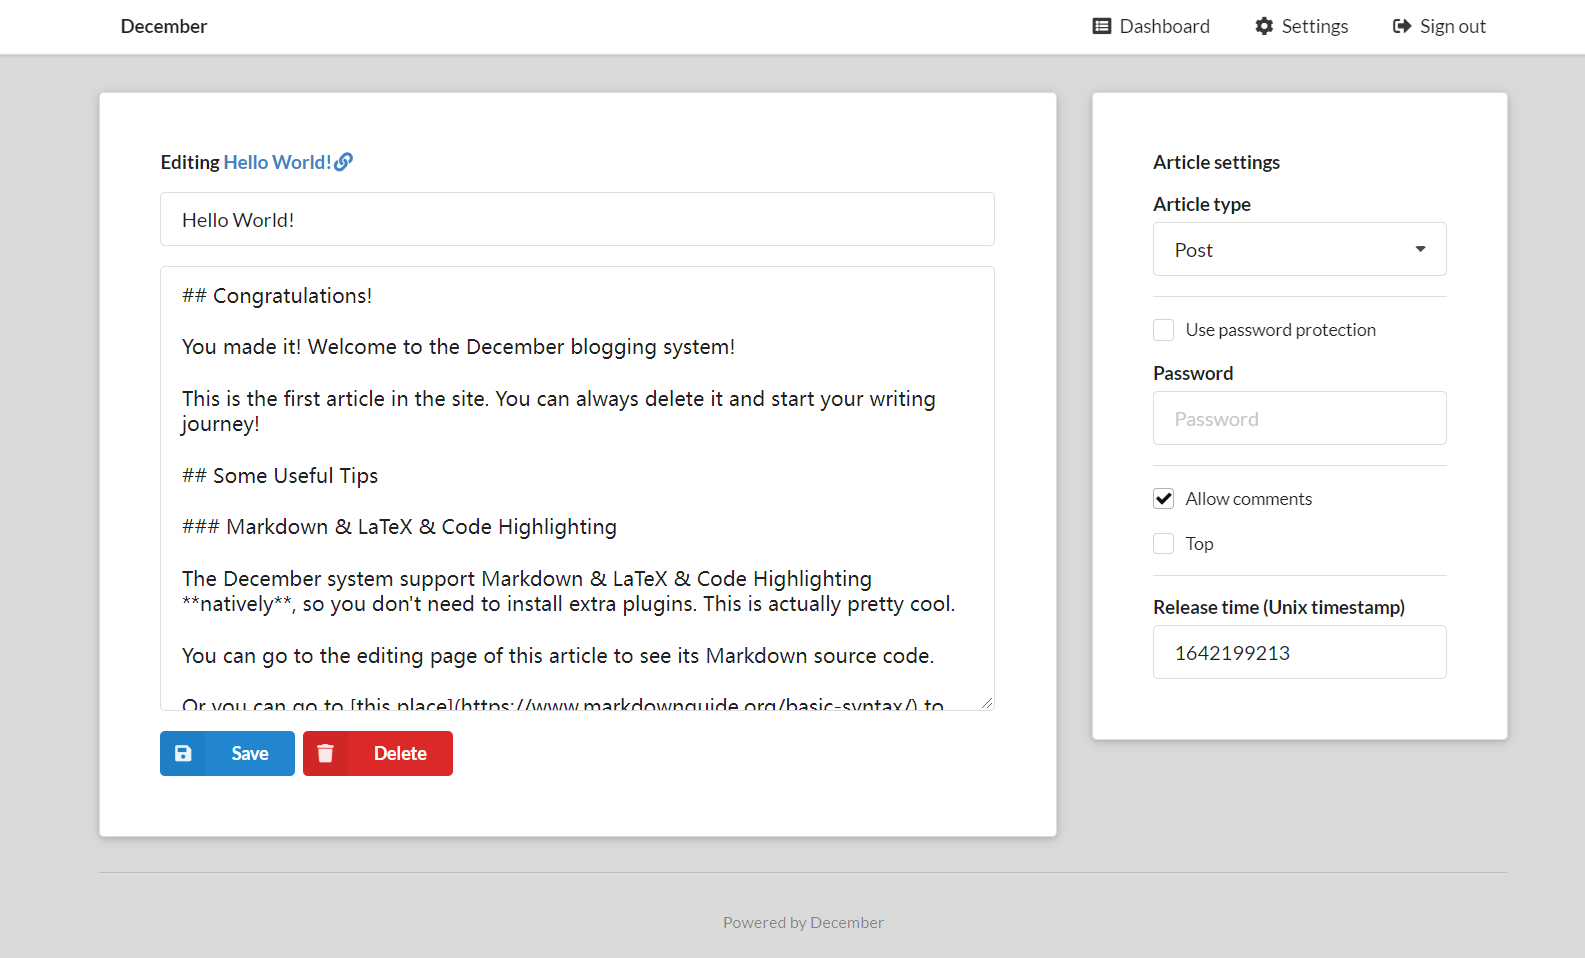 December
Dashboard
Settings
Sign out
Editing Hello World!
Hello World!
## Congratulations!
You made it! Welcome to the December blogging system!
This is the first article in the site. You can always delete it and start your writing
journey!
## Some Useful Tips
### Markdown & LaTeX & Code Highlighting
The December system support Markdown & LaTeX & Code Highlighting
**natively**, so you don't need to install extra plugins. This is actually pretty cool.
You can go to the editing page of this article to see its Markdown source code.
Or you can go to [this place](https://www.markdownguide.org/basic-syntax/) to
Save
Delete
Article settings
Article type
Post
Use password protection
Password
Password
Allow comments
Top
Release time (Unix timestamp)
1642199213
Powered by December